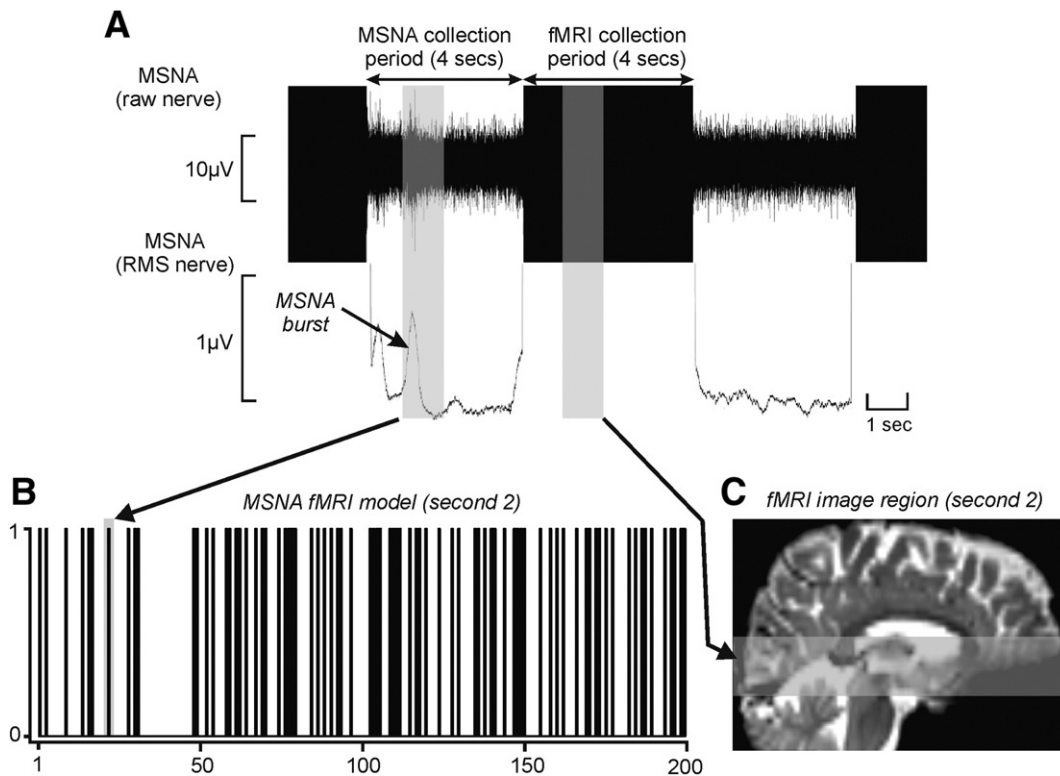 A
MSNA collection
period (4 secs)
fMRI collection
period (4 secs)
MSNA
(raw nerve)
10µV
MSNA
(RMS nerve)
1µV
MSNA
burst
1 sec
B
MSNA fMRI model (second 2)
1
0
1
50
100
150
200
C
fMRI image region (second 2)